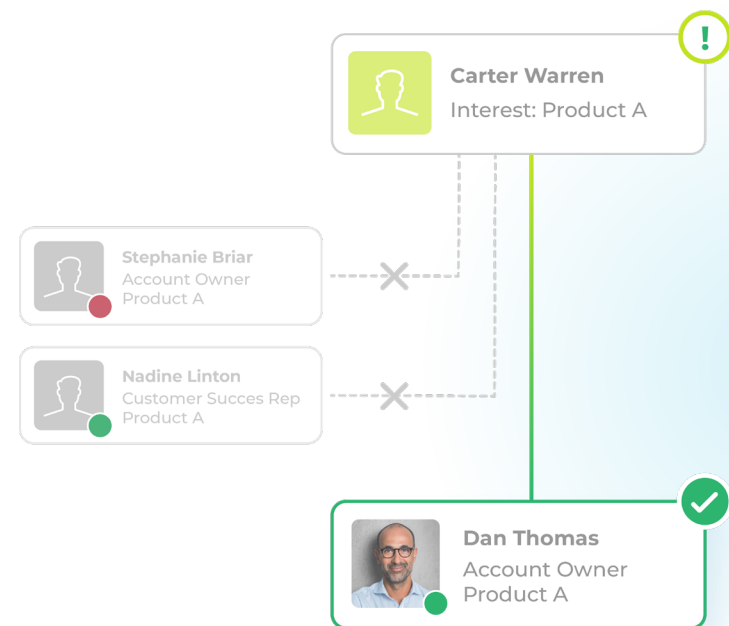 Carter Warren
Interest: Product A
Stephanie Briar
Account Owner
Product A
Nadine Linton
Customer Succes Rep
Product A
Dan Thomas
Account Owner
Product A